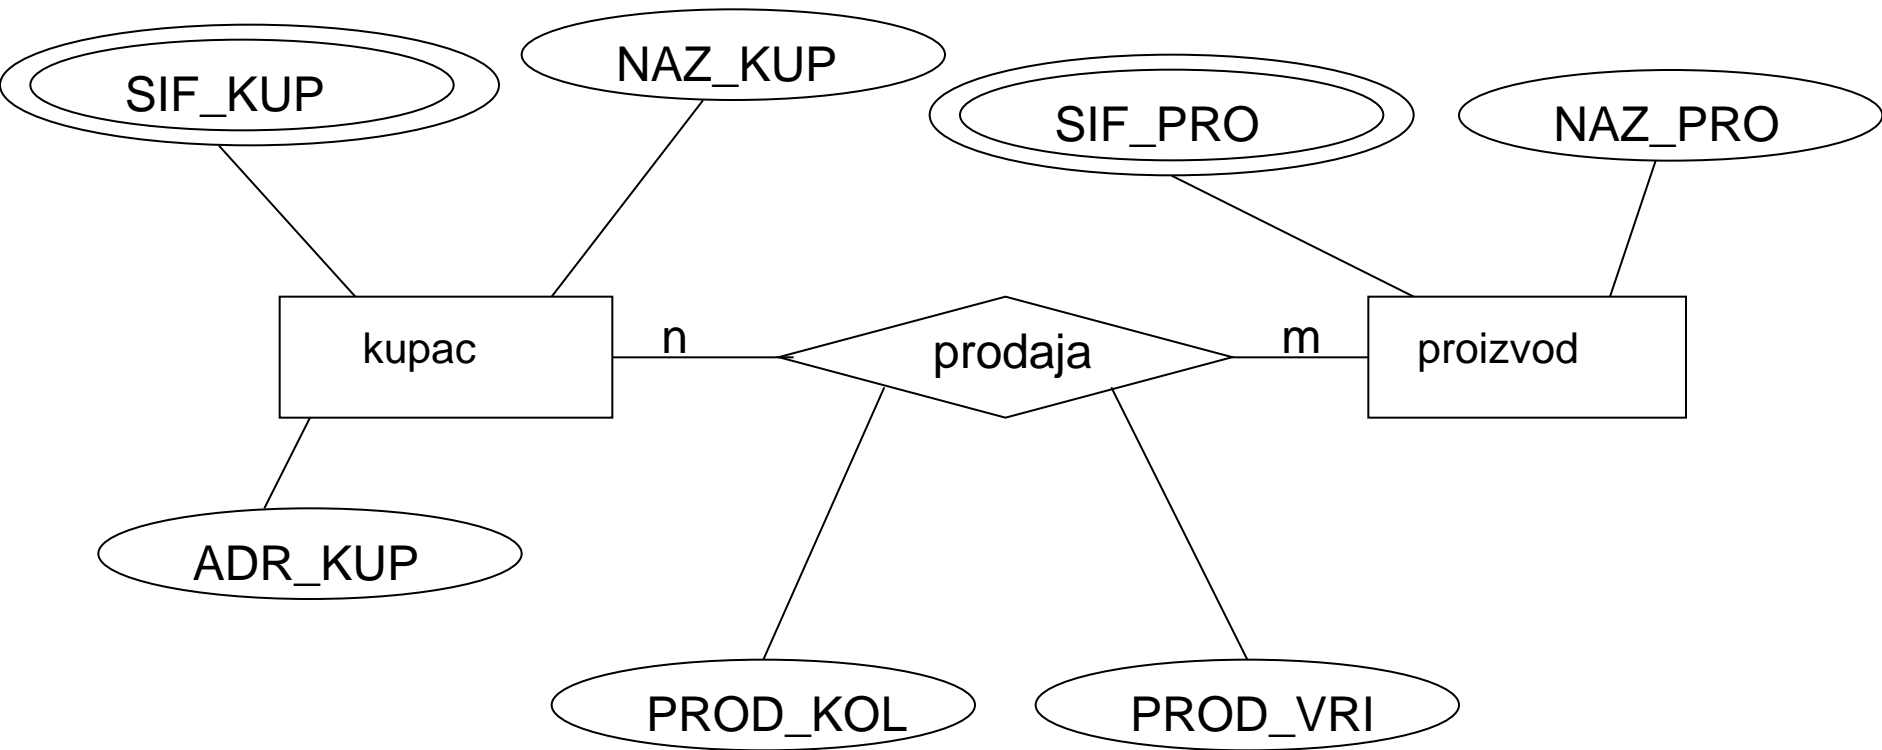 SIF_KUP
NAZ_KUP
SIF_PRO
NAZ_PRO
kupac
n
prodaja
m
proizvod
ADR_KUP
PROD_KOL
PROD_VRI